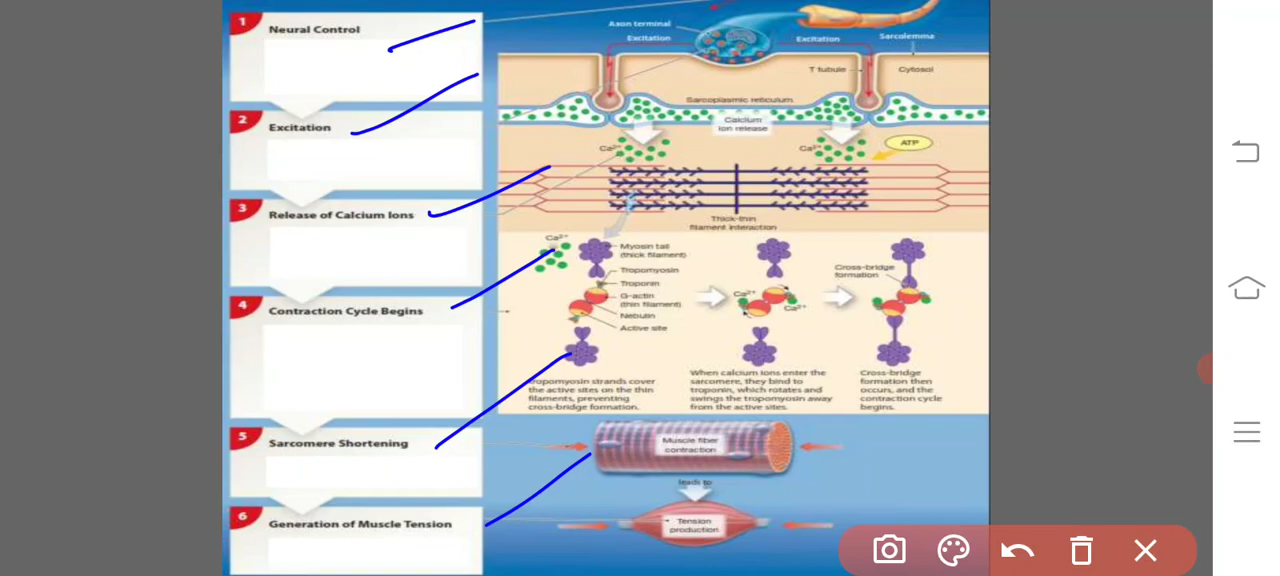 1
Neural Control
2
Excitation
3
Release of Calcium Ions
4
Contraction Cycle Begins
5
Sarcomere Shortening
6
Generation of Muscle Tension
Axon terminal
Excitation
Excitation
Sarcolemma
T tubule
Cytosol
Sarcoplasmic reticulum
Calcium
ion release
Ca2+
Ca2+
ATP
Thick-thin
filament interaction
Ca2+
Myosin tail
(thick filament)
Tropomyosin
Troponin
G-actin
(thin filament)
Nebulin
Active site
Ca2+
Ca2+
Cross-bridge
formation
Tropomyosin strands cover
the active sites on the thin
filaments, preventing
cross-bridge formation.
When calcium ions enter the
sarcomere, they bind to
troponin, which rotates and
swings the tropomyosin away
from the active sites.
Cross-bridge
formation then
occurs, and the
contraction cycle
begins.
Muscle fiber
contraction
leads to
Tension
production